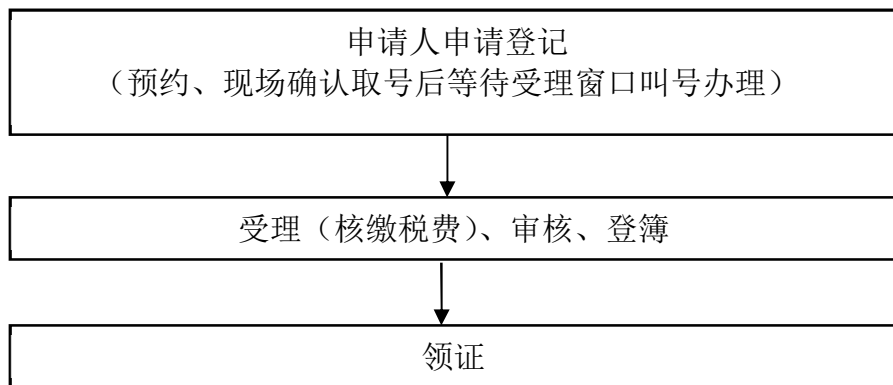 申请人申请登记
（预约、现场确认取号后等待受理窗口叫号办理）
受理（核缴税费）、审核、登簿
领证